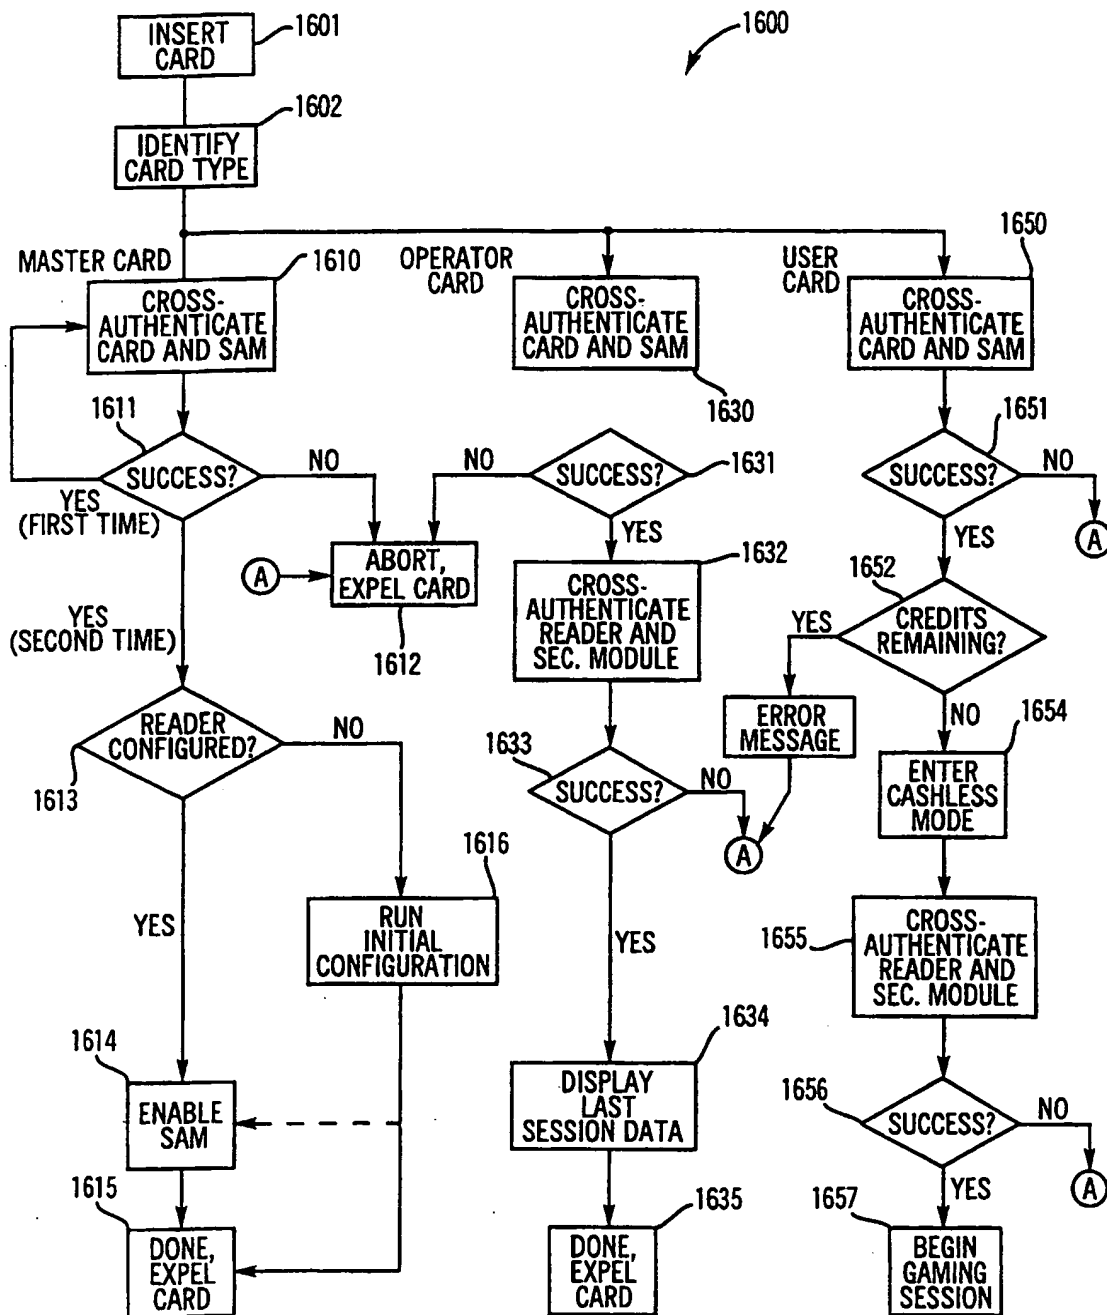 1600
INSERT
CARD
1601
IDENTIFY
CARD TYPE
1602
MASTER CARD
1610
CROSS-
AUTHENTICATE
CARD AND SAM
1611
SUCCESS?
NO
YES
(FIRST TIME)
YES
(SECOND TIME)
A
ABORT,
EXPEL CARD
1612
READER
CONFIGURED?
1613
NO
YES
1616
RUN
INITIAL
CONFIGURATION
1614
ENABLE
SAM
1615
DONE,
EXPEL
CARD
OPERATOR
CARD
CROSS-
AUTHENTICATE
CARD AND SAM
1630
NO
SUCCESS?
1631
YES
1632
CROSS-
AUTHENTICATE
READER AND
SEC. MODULE
1633
SUCCESS?
NO
A
YES
1634
DISPLAY
LAST
SESSION DATA
1635
DONE,
EXPEL
CARD
USER
CARD
1650
CROSS-
AUTHENTICATE
CARD AND SAM
1651
SUCCESS?
NO
A
YES
1652
CREDITS
REMAINING?
YES
ERROR
MESSAGE
NO
1654
ENTER
CASHLESS
MODE
1655
CROSS-
AUTHENTICATE
READER AND
SEC. MODULE
1656
SUCCESS?
NO
A
YES
1657
BEGIN
GAMING
SESSION